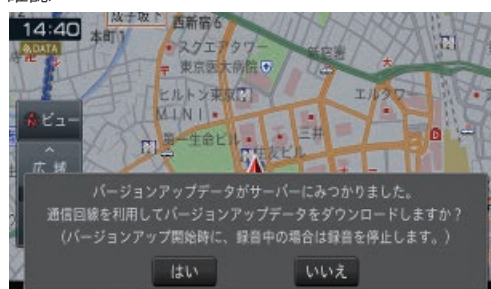 14:40
DATA
成子坂下
西新宿6
本町1
スクエアタワー
東京医大病院
西新宿
ヒルトン東京
エルタワー
MINI
第一生命ビル
三井
住友ビル
ビュー
広域
バージョンアップデータがサーバーにみつかりました。
通信回線を利用してバージョンアップデータをダウンロードしますか？
(バージョンアップ開始時に、録音中の場合は録音を停止します。)
はい
いいえ